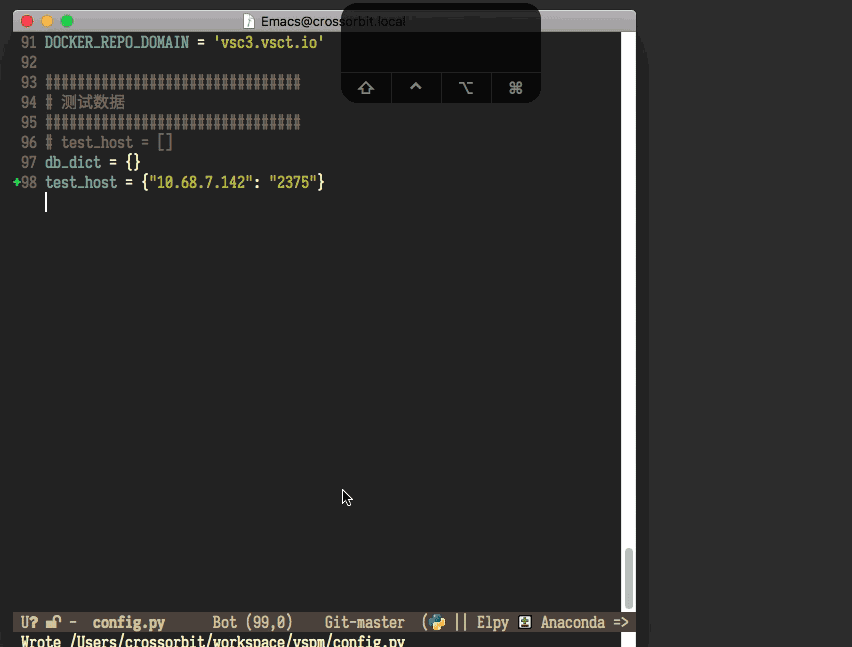 Emacs@crossorbit.local
91 DOCKER_REPO_DOMAIN = 'vsc3.vsct.io'
92
93 ################################
94 # 测试数据
95 ################################
96 # test_host = []
97 db_dict = {}
+98 test_host = {"10.68.7.142": "2375"}
⇧ ⌃ ⌥ ⌘
U? - config.py Bot (99,0) Git-master ( || Elpy Anaconda =>
Wrote /Users/crossorbit/workspace/vspm/config.py